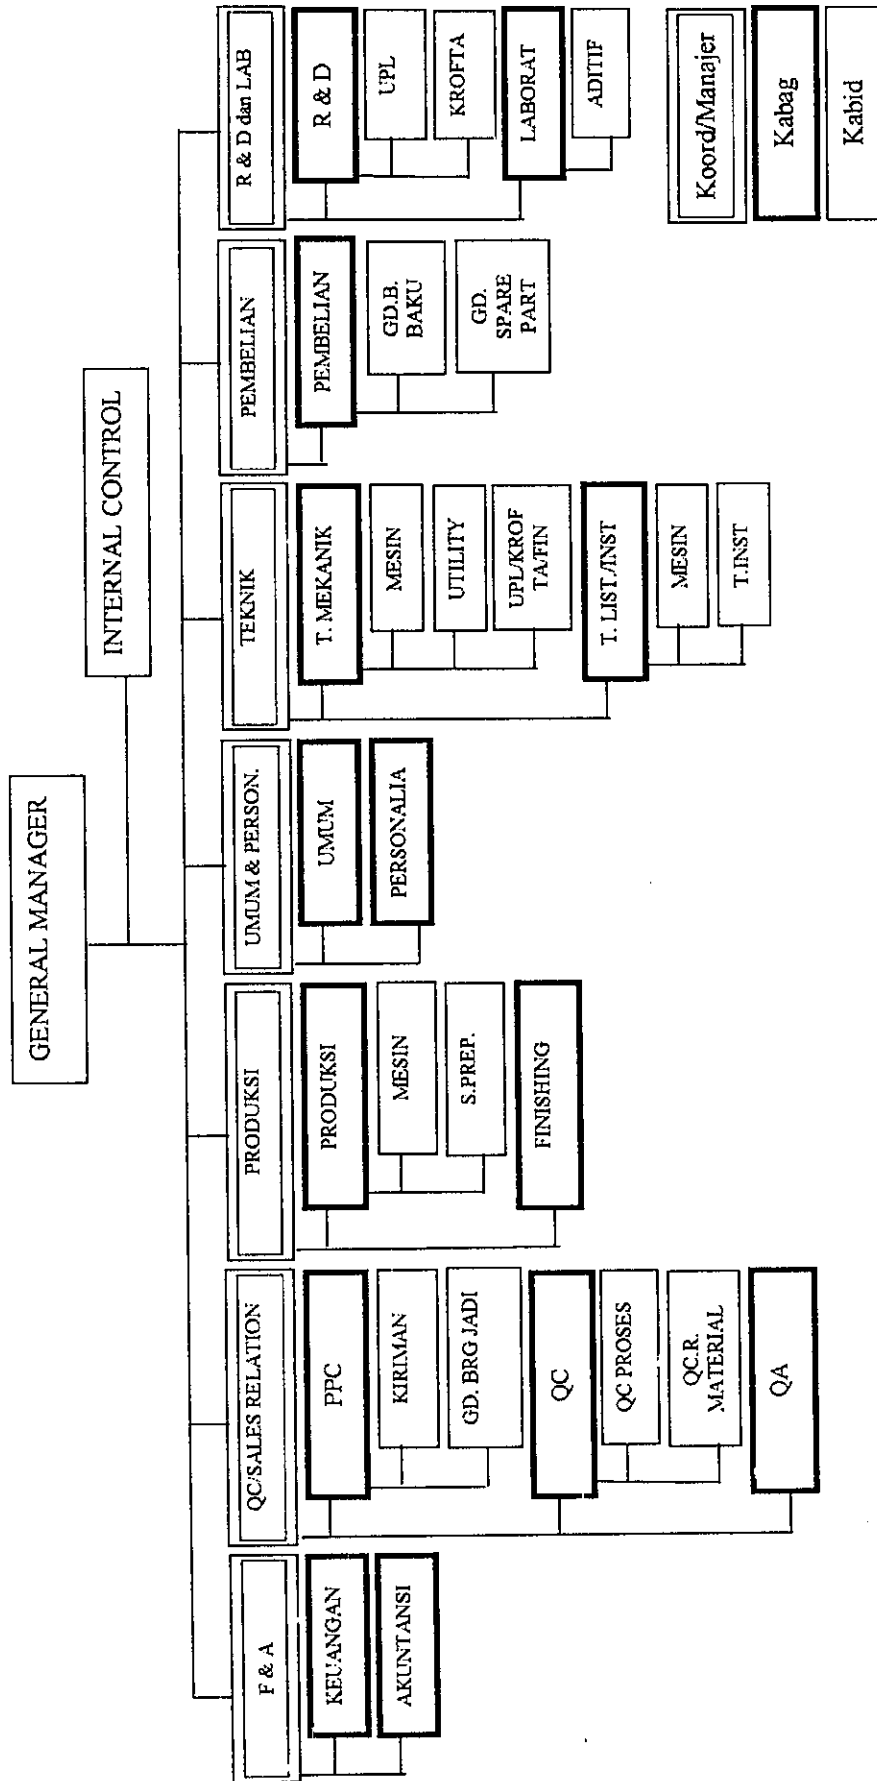 GENERAL MANAGER
INTERNAL CONTROL
F & A
KEUANGAN
AKUNTANSI
QC/SALES RELATION
PPC
KIRIMAN
GD. BRG JADI
QC
QC PROSES
QC.R.
MATERIAL
QA
PRODUKSI
PRODUKSI
MESIN
S.PREP.
FINISHING
UMUM & PERSON.
UMUM
PERSONALIA
TEKNIK
T. MEKANIK
MESIN
UTILITY
UPL/KROF
TA/FIN
T. LIST./INST
MESIN
T.INST
PEMBELIAN
PEMBELIAN
GD.B.
BAKU
GD.
SPARE
PART
R & D dan LAB
R & D
UPL
KROFTA
LABORAT
ADITIF
Koord/Manajer
Kabag
Kabid